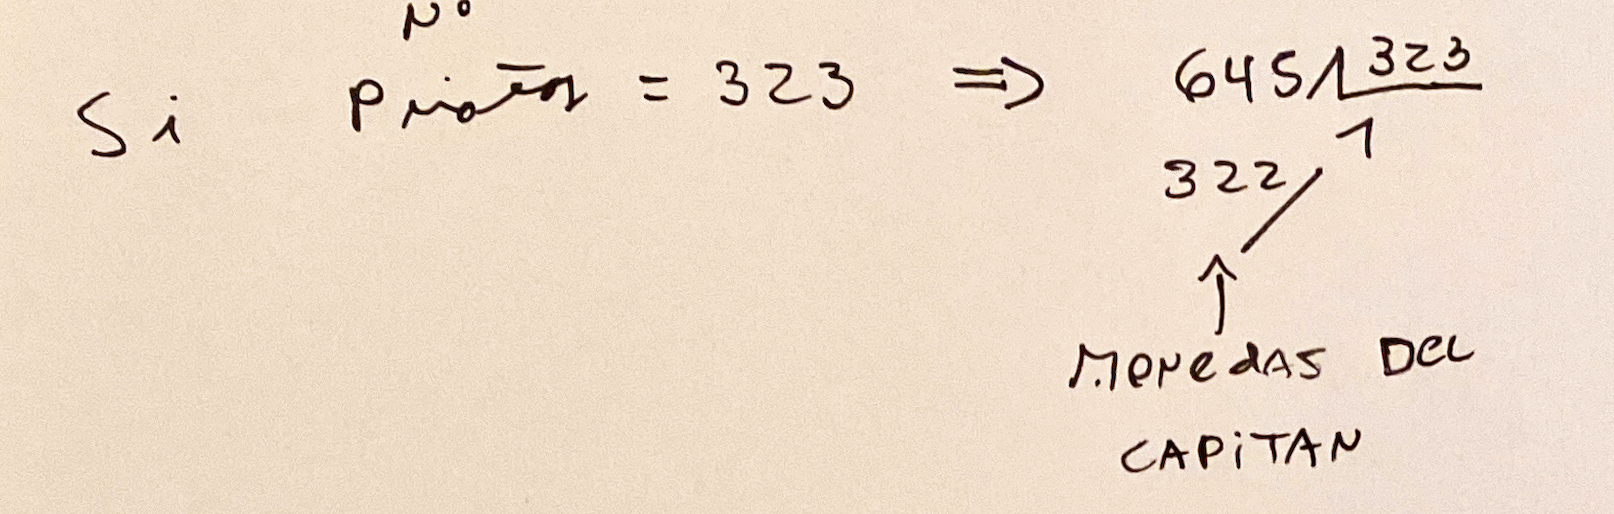 Nº
Si Piratas = 323 ⇒ 645 | 323
1
322
↑
MONEDAS DEL
CAPITAN